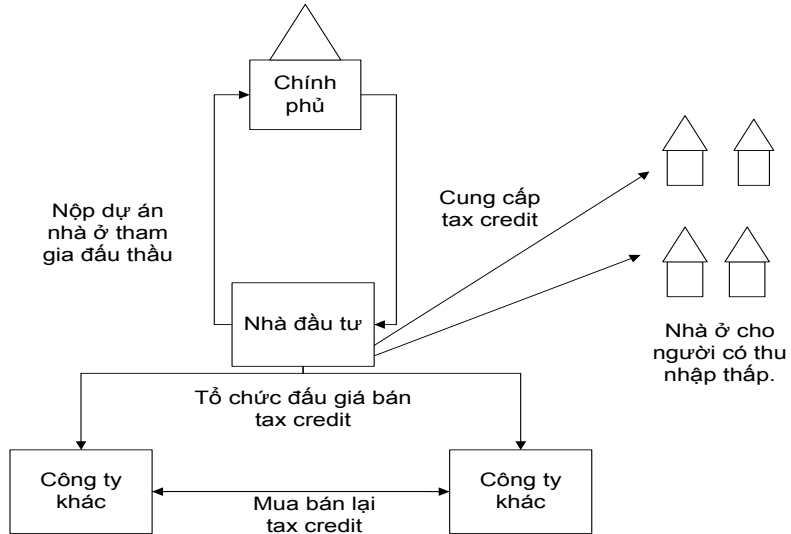 Chính
phủ
Nộp dự án
nhà ở tham
gia đấu thầu
Cung cấp
tax credit
Nhà đầu tư
Nhà ở cho
người có thu
nhập thấp.
Tổ chức đấu giá bán
tax credit
Công ty
khác
Mua bán lại
tax credit
Công ty
khác